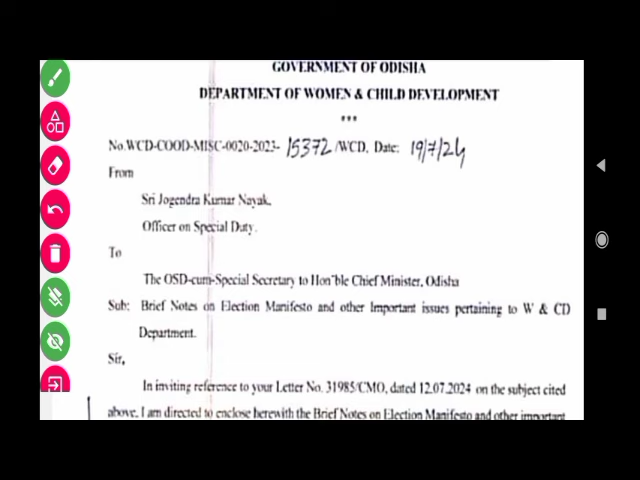 GOVERNMENT OF ODISHA
DEPARTMENT OF WOMEN & CHILD DEVELOPMENT
***
No.WCD-COOD-MISC-0020-2023- 15372 /WCD, Date: 19/7/24
From
Sri Jogendra Kumar Nayak,
Officer on Special Duty.
To
The OSD-cum-Special Secretary to Hon'ble Chief Minister, Odisha
Sub: Brief Notes on Election Manifesto and other Important issues pertaining to W & CD
Department.
Sir,
In inviting reference to your Letter No. 31985/CMO, dated 12.07.2024 on the subject cited
above, I am directed to enclose herewith the Brief Notes on Election Manifesto and other important